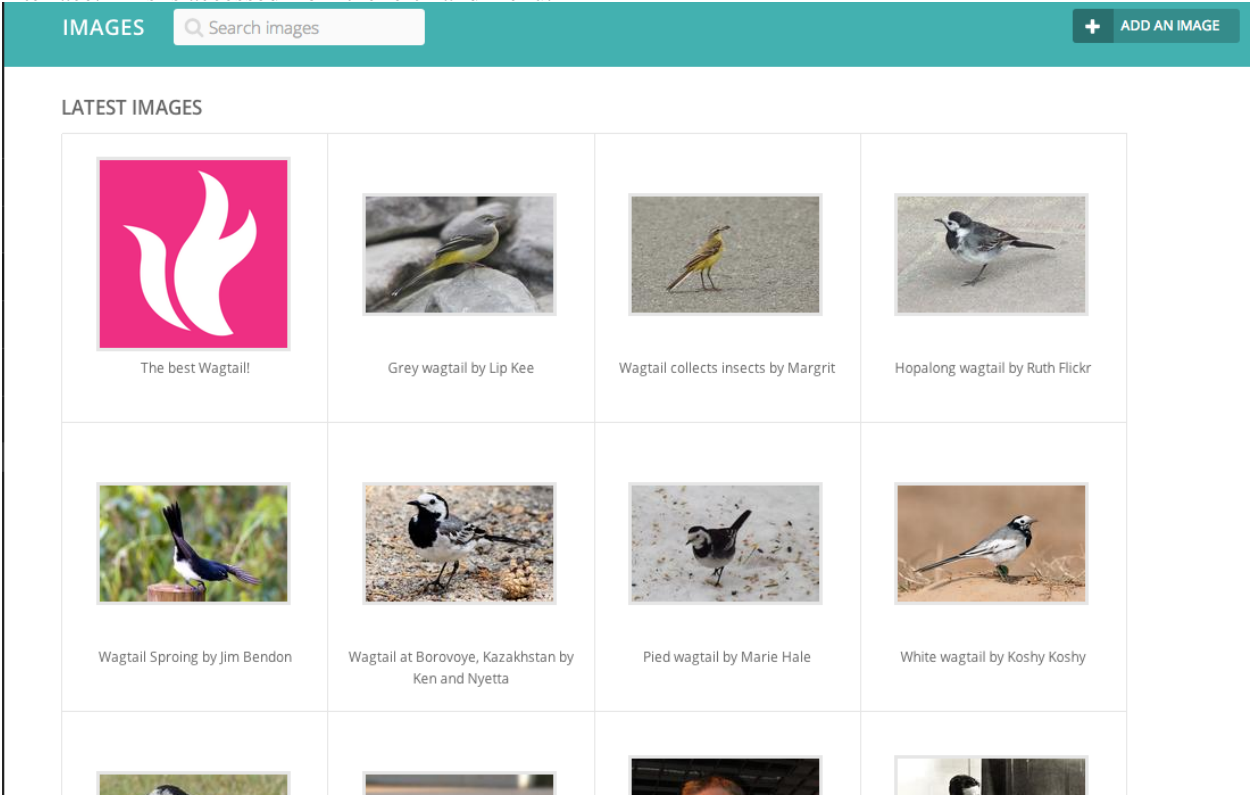 IMAGES
Search images
ADD AN IMAGE
LATEST IMAGES
The best Wagtail!
Grey wagtail by Lip Kee
Wagtail collects insects by Margrit
Hopalong wagtail by Ruth Flickr
Wagtail Sproing by Jim Bendon
Wagtail at Borovoye, Kazakhstan by
Ken and Nyetta
Pied wagtail by Marie Hale
White wagtail by Koshy Koshy